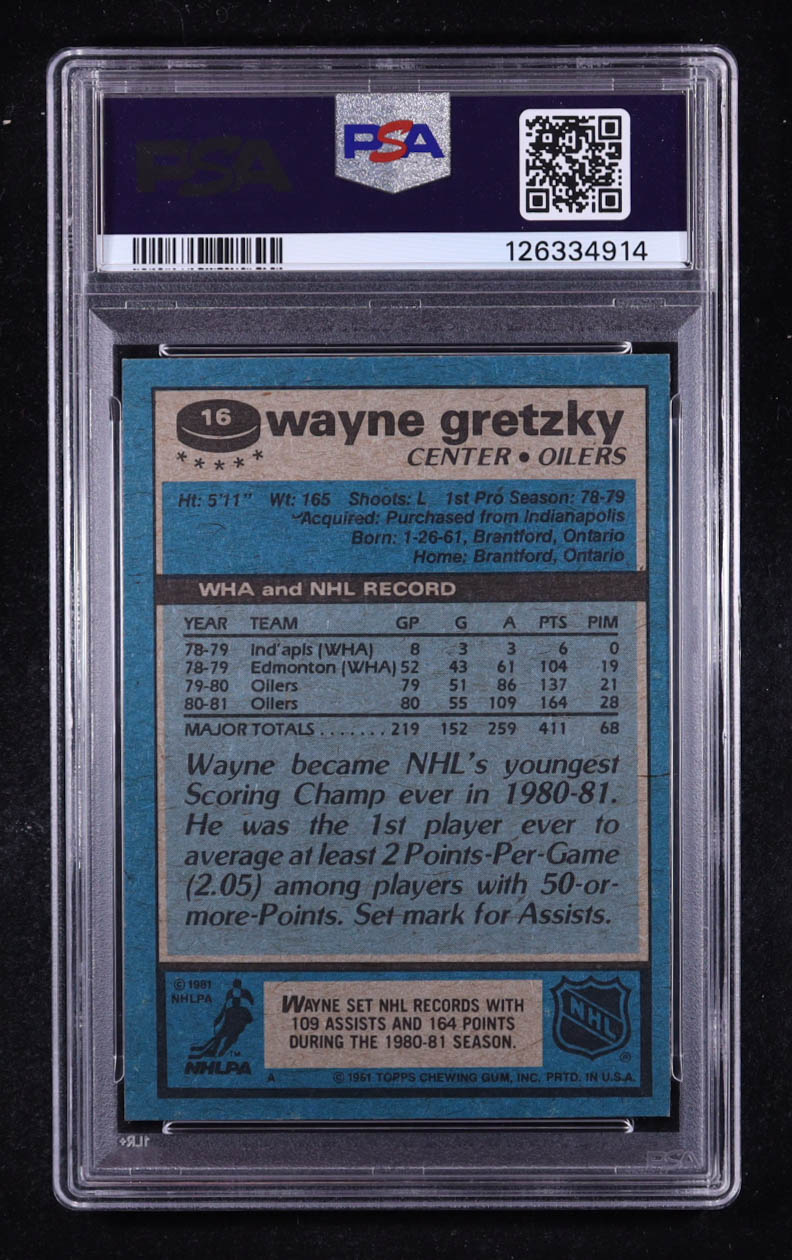 PSA
PSA
126334914
16
wayne gretzky
CENTER • OILERS
Ht: 5'11" Wt: 165 Shoots: L 1st Pro Season: 78-79
Acquired: Purchased from Indianapolis
Born: 1-26-61, Brantford, Ontario
Home: Brantford, Ontario
WHA and NHL RECORD
YEAR TEAM GP G A PTS PIM
78-79 Ind'apls (WHA) 8 3 3 6 0
78-79 Edmonton (WHA) 52 43 61 104 19
79-80 Oilers 79 51 86 137 21
80-81 Oilers 80 55 109 164 28
MAJOR TOTALS ....... 219 152 259 411 68
Wayne became NHL's youngest
Scoring Champ ever in 1980-81.
He was the 1st player ever to
average at least 2 Points-Per-Game
(2.05) among players with 50-or-
more-Points. Set mark for Assists.
© 1981
NHLPA
TM
NHLPA
WAYNE SET NHL RECORDS WITH
109 ASSISTS AND 164 POINTS
DURING THE 1980-81 SEASON.
NHL
®
A © 1981 TOPPS CHEWING GUM, INC. PRTD. IN U.S.A.
1LR+
PSA